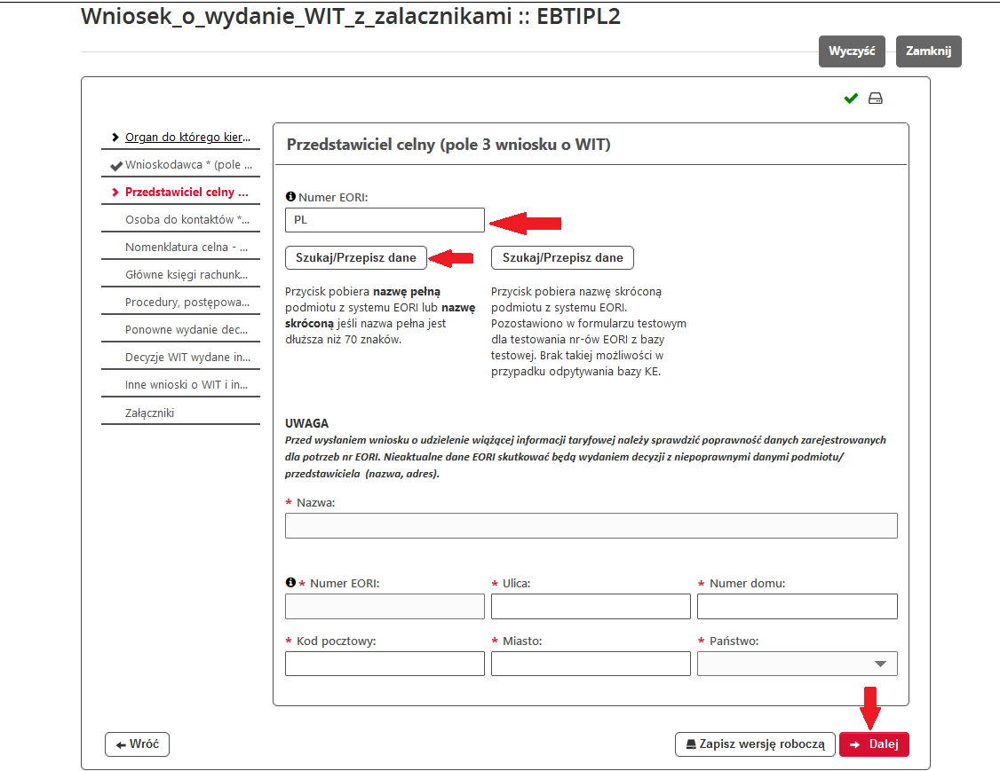 Wniosek_o_wydanie_WIT_z_zalacznikami :: EBTIPL2
Wyczyść
Zamknij
Organ do którego kier...
Wnioskodawca * (pole ...
Przedstawiciel celny ...
Osoba do kontaktów *...
Nomenklatura celna - ...
Główne księgi rachunk...
Procedury, postępowa...
Ponowne wydanie dec...
Decyzje WIT wydane in...
Inne wnioski o WIT i in...
Załączniki
Przedstawiciel celny (pole 3 wniosku o WIT)
Numer EORI:
PL
Szukaj/Przepisz dane
Przycisk pobiera nazwę pełną
podmiotu z systemu EORI lub nazwę
skróconą jeśli nazwa pełna jest
dłuższa niż 70 znaków.
Szukaj/Przepisz dane
Przycisk pobiera nazwę skróconą
podmiotu z systemu EORI.
Pozostawiono w formularzu testowym
dla testowania nr-ów EORI z bazy
testowej. Brak takiej możliwości w
przypadku odpytywania bazy KE.
UWAGA
Przed wysłaniem wniosku o udzielenie wiążącej informacji taryfowej należy sprawdzić poprawność danych zarejestrowanych
dla potrzeb nr EORI. Nieaktualne dane EORI skutkować będą wydaniem decyzji z niepoprawnymi danymi podmiotu/
przedstawiciela (nazwa, adres).
* Nazwa:
* Numer EORI:
* Ulica:
* Numer domu:
* Kod pocztowy:
* Miasto:
* Państwo:
Wróć
Zapisz wersję roboczą
Dalej